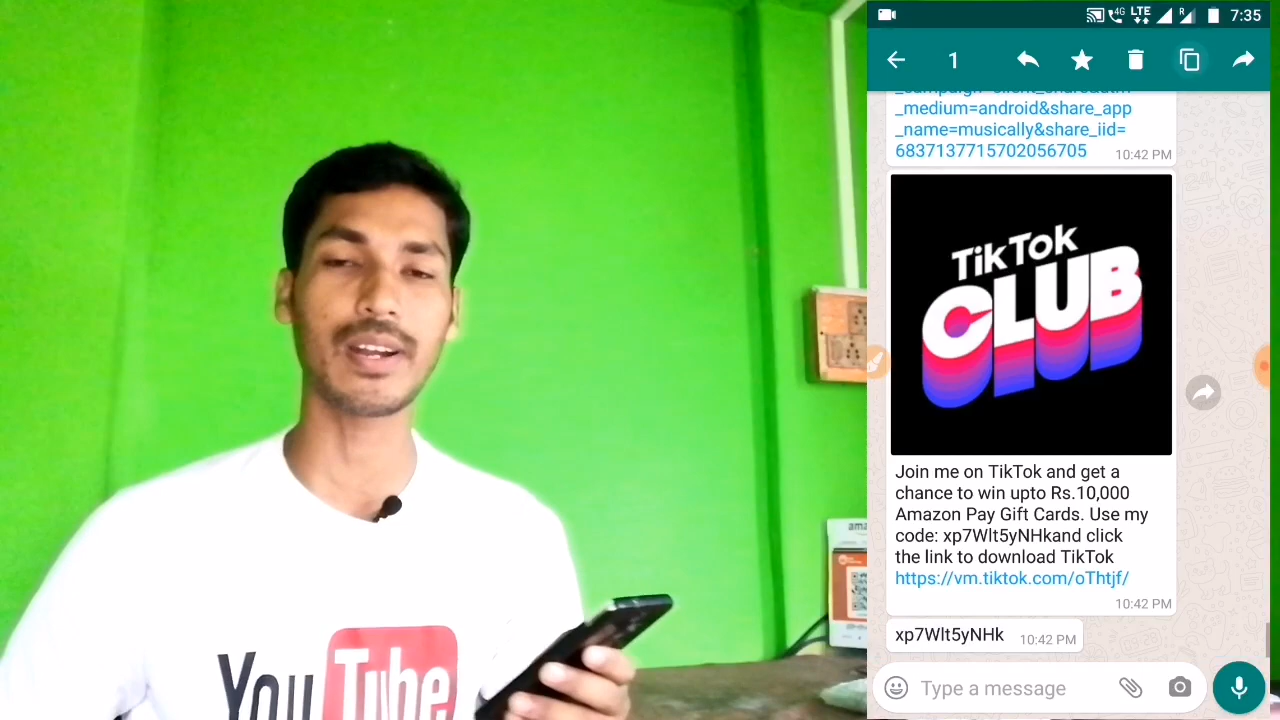 4G
LTE
R
7:35
1
_medium=android&share_app
_name=musically&share_iid=
6837137715702056705
10:42 PM
TikTok
CLUB
Join me on TikTok and get a
chance to win upto Rs.10,000
Amazon Pay Gift Cards. Use my
code: xp7Wlt5yNHkand click
the link to download TikTok
https://vm.tiktok.com/oThtjf/
10:42 PM
xp7Wlt5yNHk 10:42 PM
Type a message
YouTube